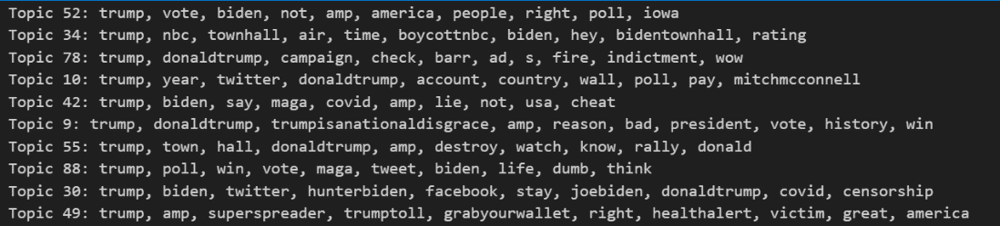 Topic 52: trump, vote, biden, not, amp, america, people, right, poll, iowa
Topic 34: trump, nbc, townhall, air, time, boycottnbc, biden, hey, bidentownhall, rating
Topic 78: trump, donaldtrump, campaign, check, barr, ad, s, fire, indictment, wow
Topic 10: trump, year, twitter, donaldtrump, account, country, wall, poll, pay, mitchmcconnell
Topic 42: trump, biden, say, maga, covid, amp, lie, not, usa, cheat
Topic 9: trump, donaldtrump, trumpisanationaldisgrace, amp, reason, bad, president, vote, history, win
Topic 55: trump, town, hall, donaldtrump, amp, destroy, watch, know, rally, donald
Topic 88: trump, poll, win, vote, maga, tweet, biden, life, dumb, think
Topic 30: trump, biden, twitter, hunterbiden, facebook, stay, joebiden, donaldtrump, covid, censorship
Topic 49: trump, amp, superspreader, trumptoll, grabyourwallet, right, healthalert, victim, great, america